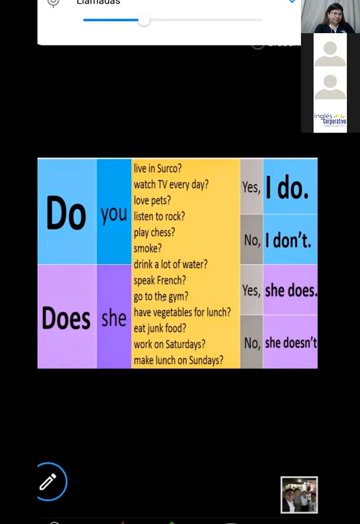 Llamadas
Inglés
Corporativo
Do you
live in Surco?
watch TV every day?
love pets?
listen to rock?
play chess?
smoke?
drink a lot of water?
speak French?
go to the gym?
have vegetables for lunch?
eat junk food?
work on Saturdays?
make lunch on Sundays?
Yes, I do.
No, I don't.
Does she
Yes, she does.
No, she doesn't